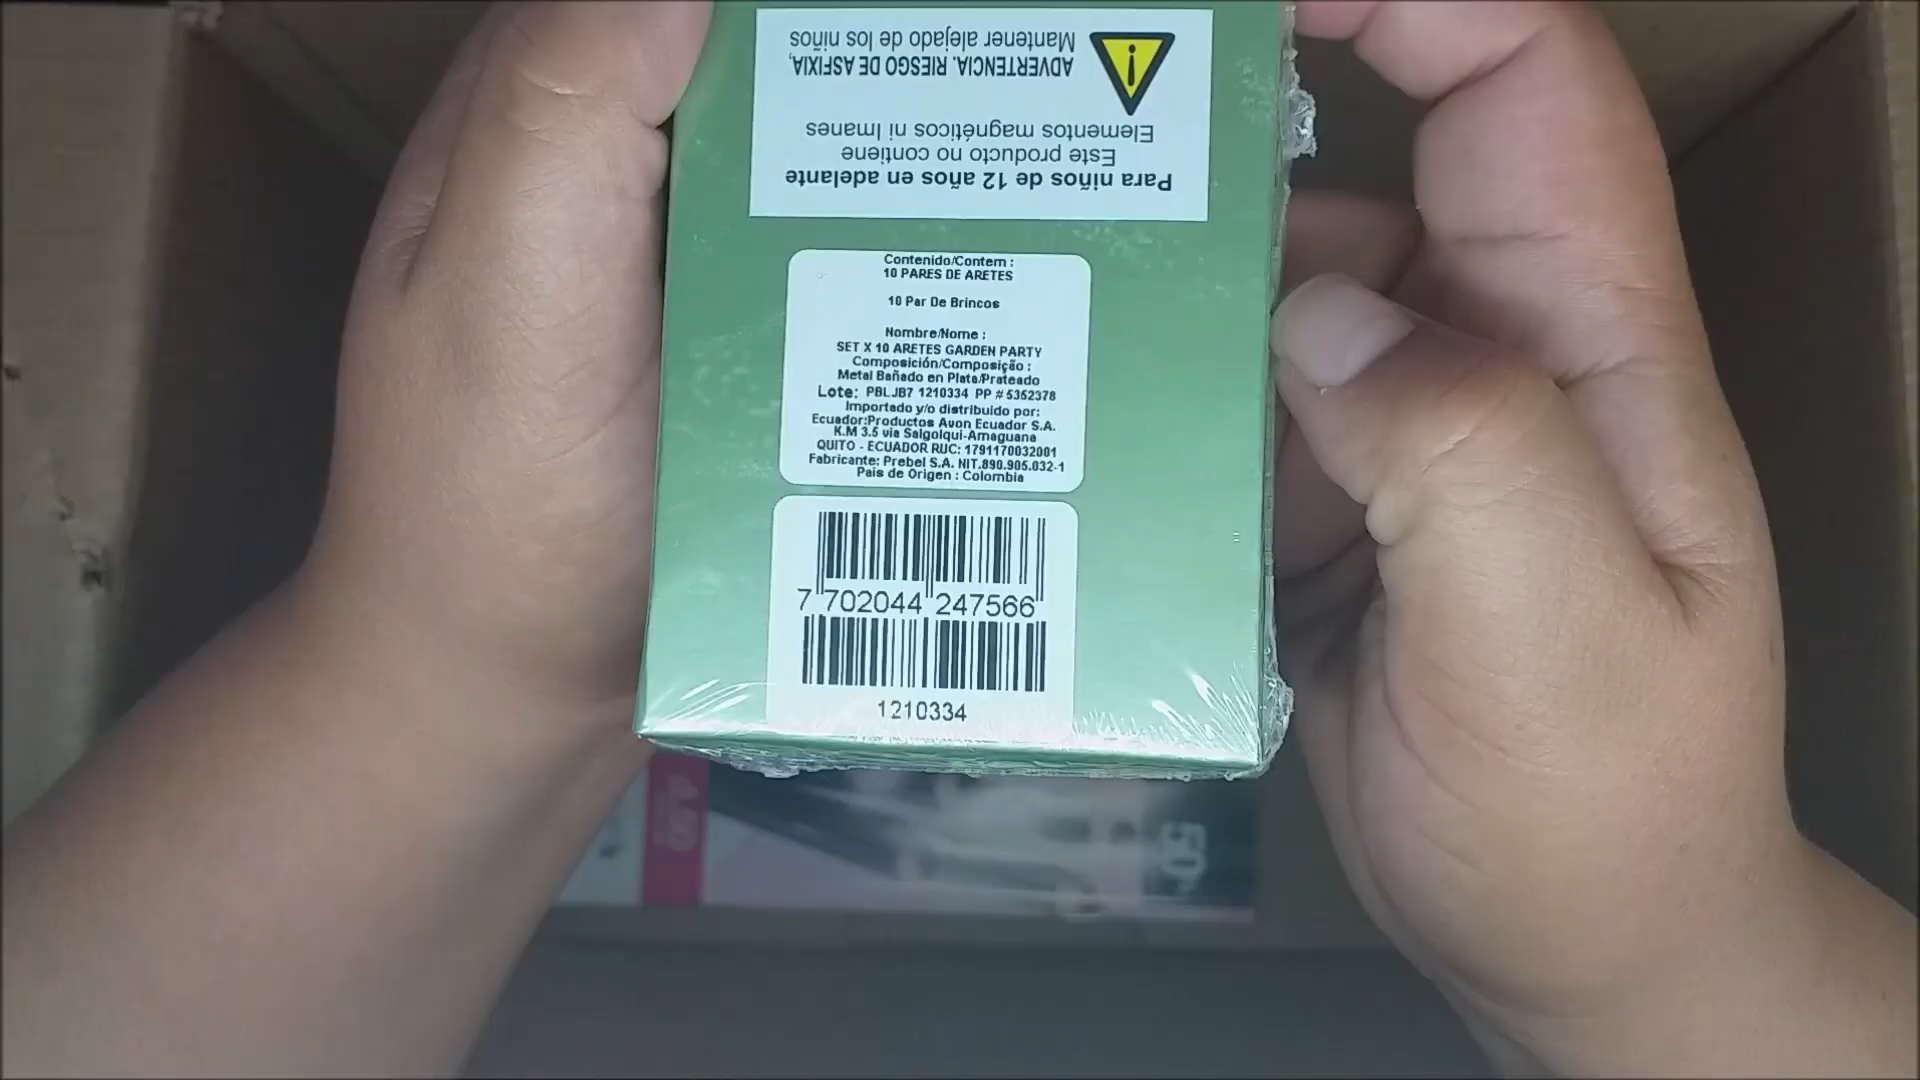 Para niños de 12 años en adelante
Este producto no contiene
Elementos magnéticos ni Imanes
ADVERTENCIA. RIESGO DE ASFIXIA,
Mantener alejado de los niños
Contenido/Contem :
10 PARES DE ARETES
10 Par De Brincos
Nombre/Nome :
SET X 10 ARETES GARDEN PARTY
Composición/Composição :
Metal Bañado en Plata/Prateado
Lote: PBLJB7 1210334 PP # 5352378
Importado y/o distribuido por:
Ecuador:Productos Avon Ecuador S.A.
K.M 3.5 via Salgolqui-Amaguana
QUITO - ECUADOR RUC: 1791170032001
Fabricante: Prebel S.A. NIT.890.905.032-1
Pais de Origen : Colombia
7 702044 247566
1210334
50